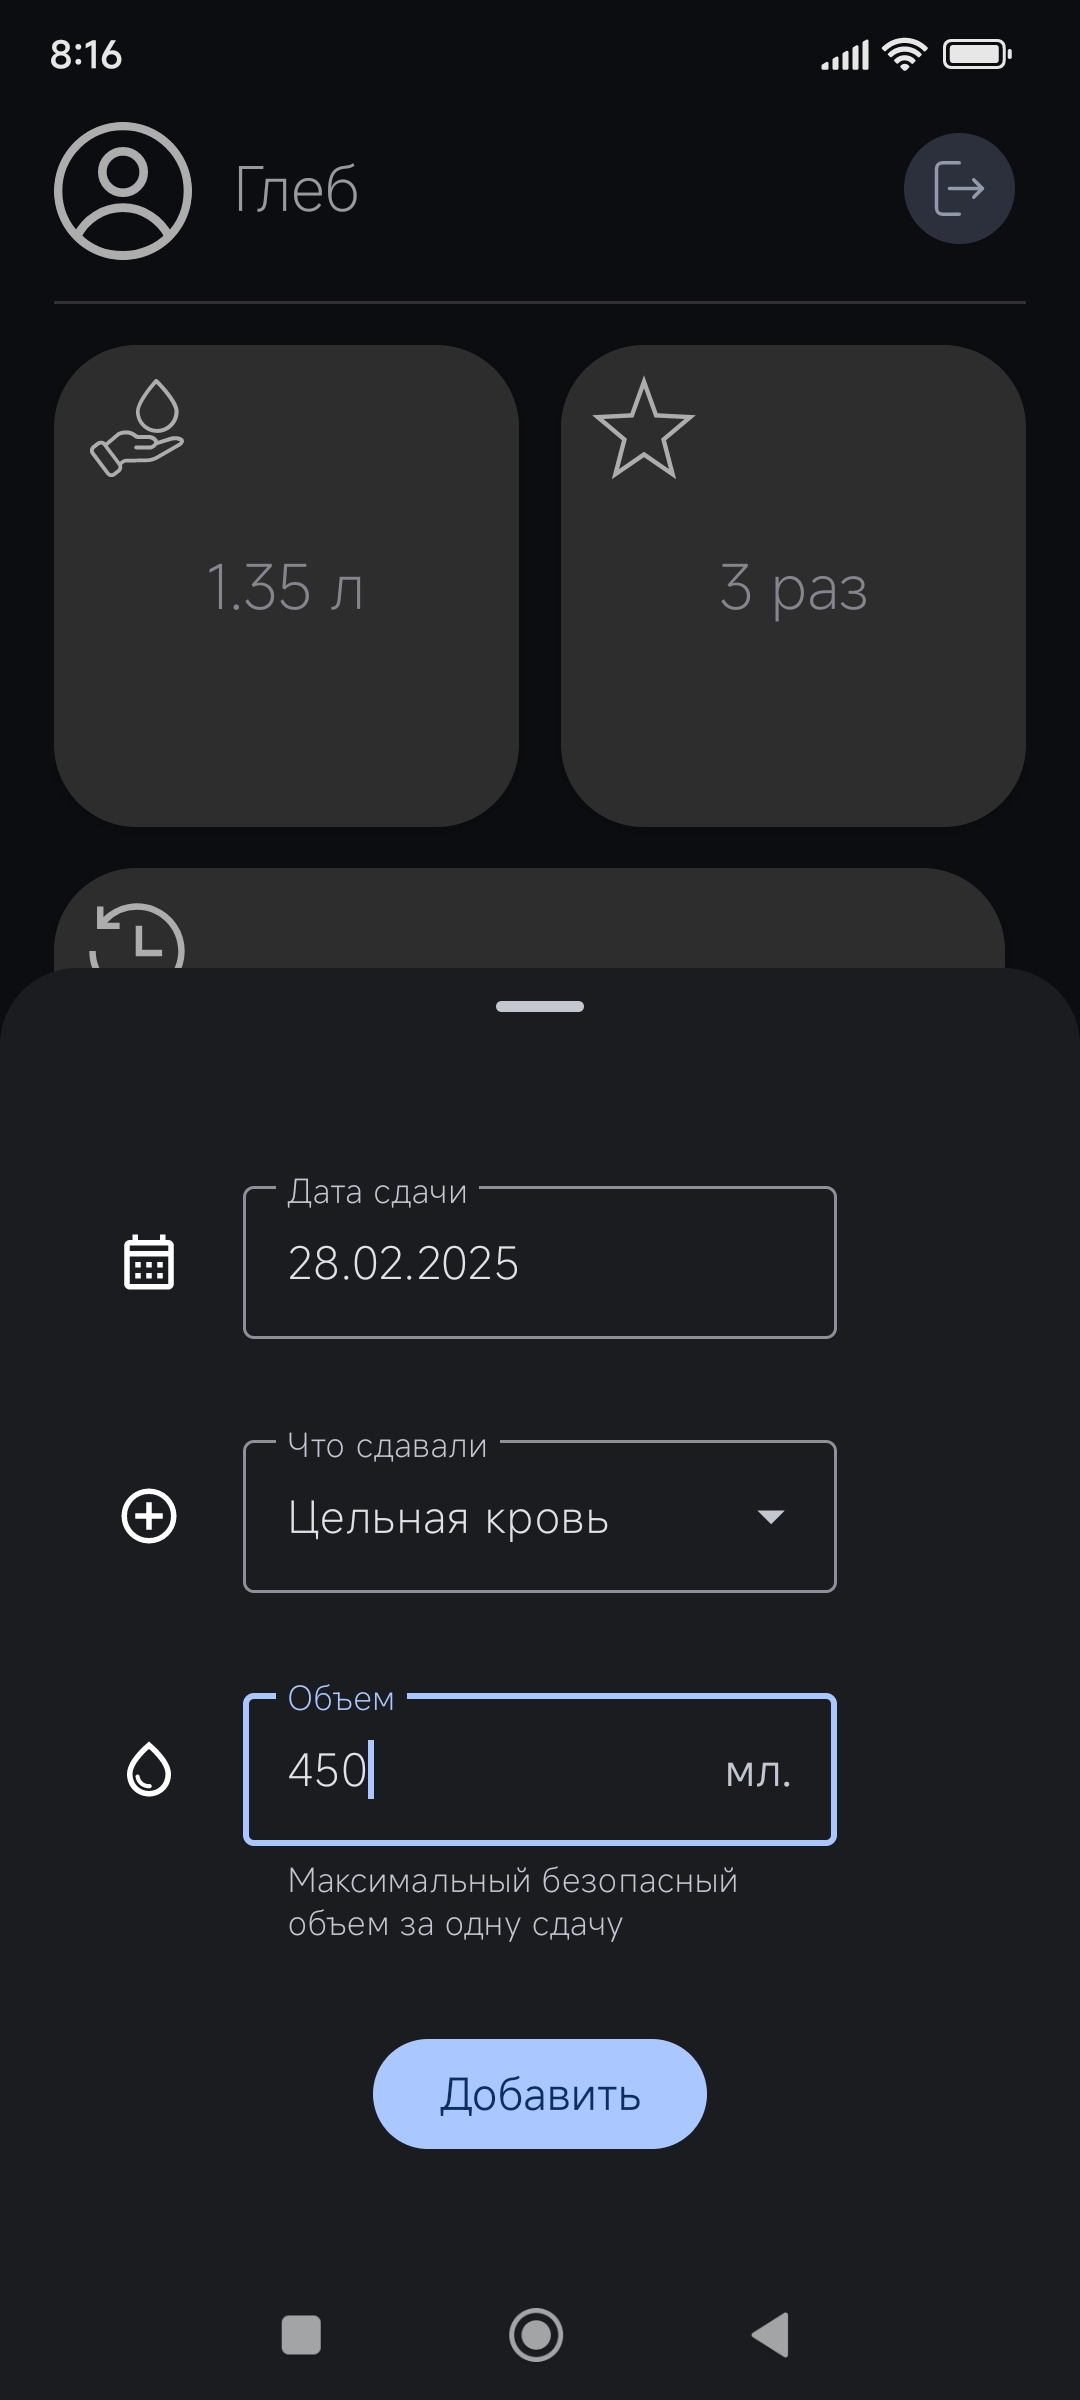 8:16
Глеб
1.35 л
3 раз
Дата сдачи
28.02.2025
Что сдавали
Цельная кровь
Объем
450
мл.
Максимальный безопасный
объем за одну сдачу
Добавить